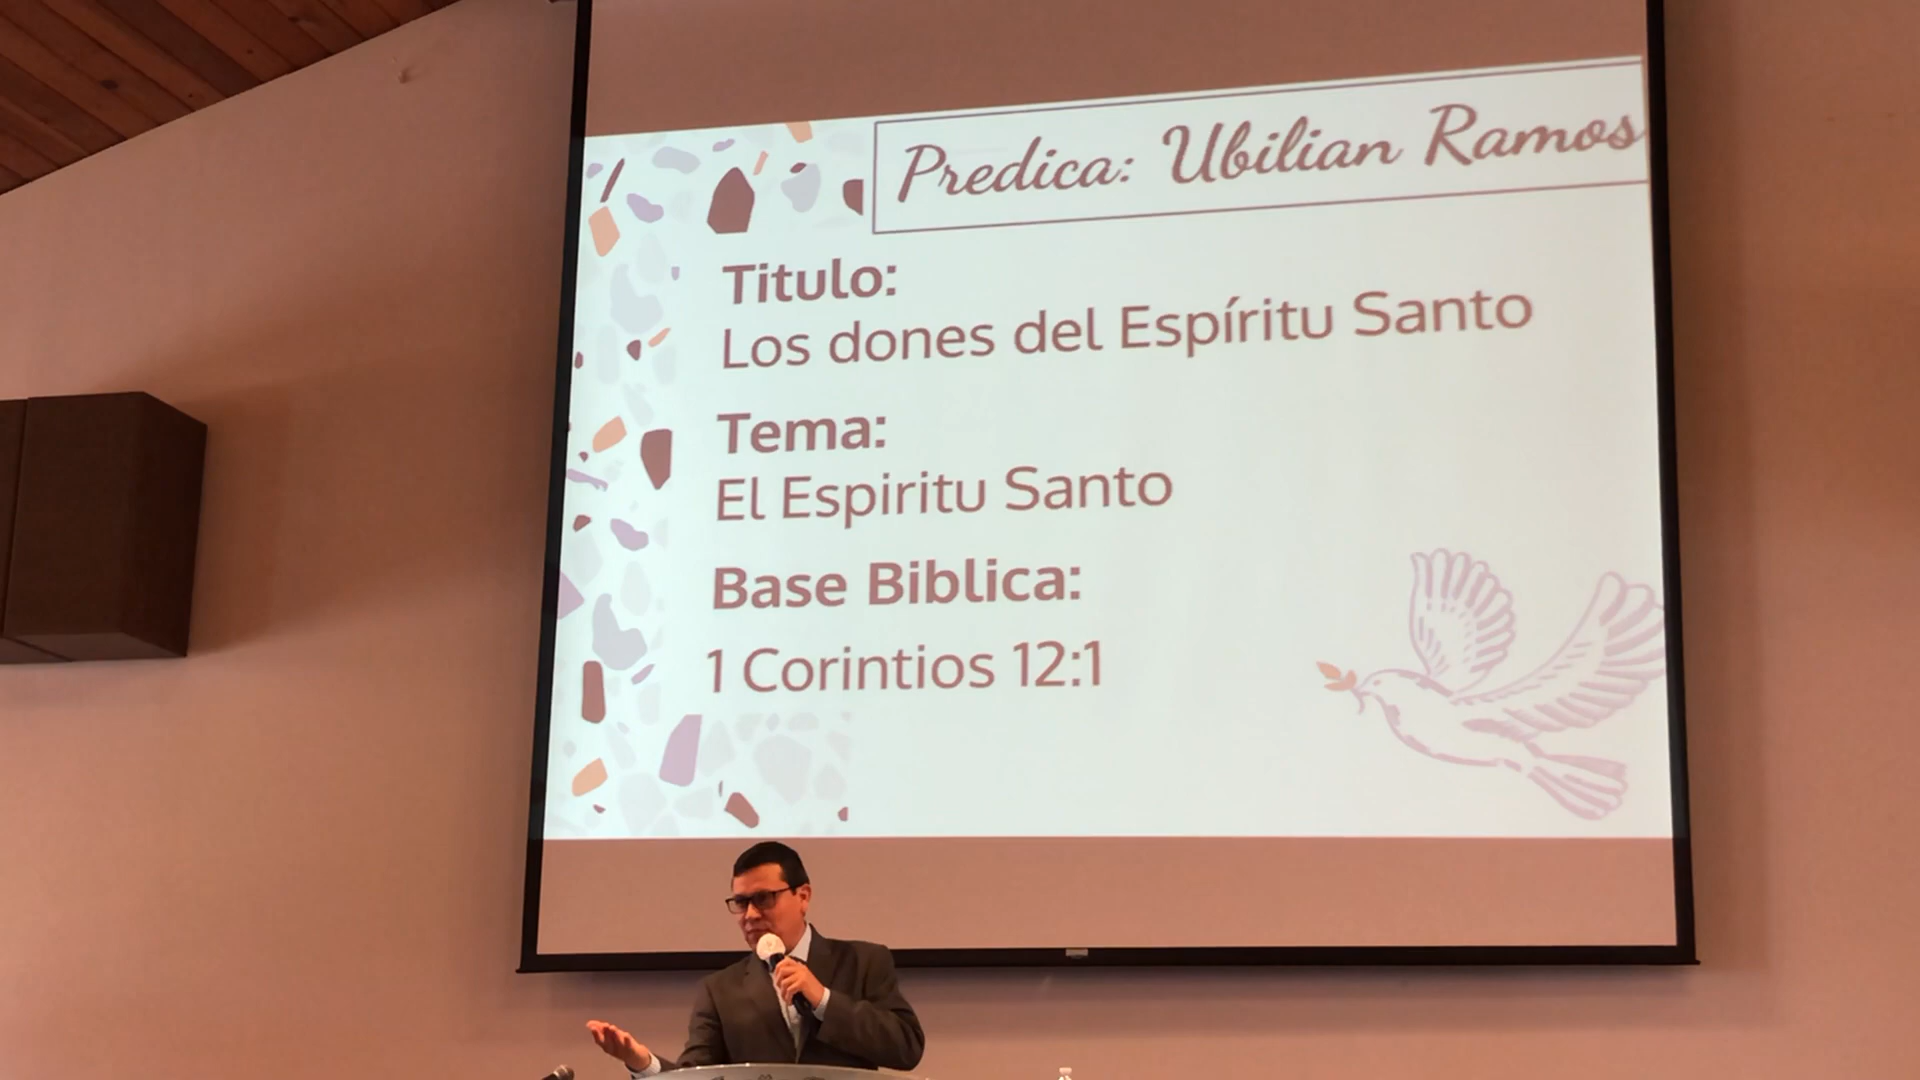 Predica: Ubilian Ramos
Titulo:
Los dones del Espíritu Santo
Tema:
El Espiritu Santo
Base Biblica:
1 Corintios 12:1